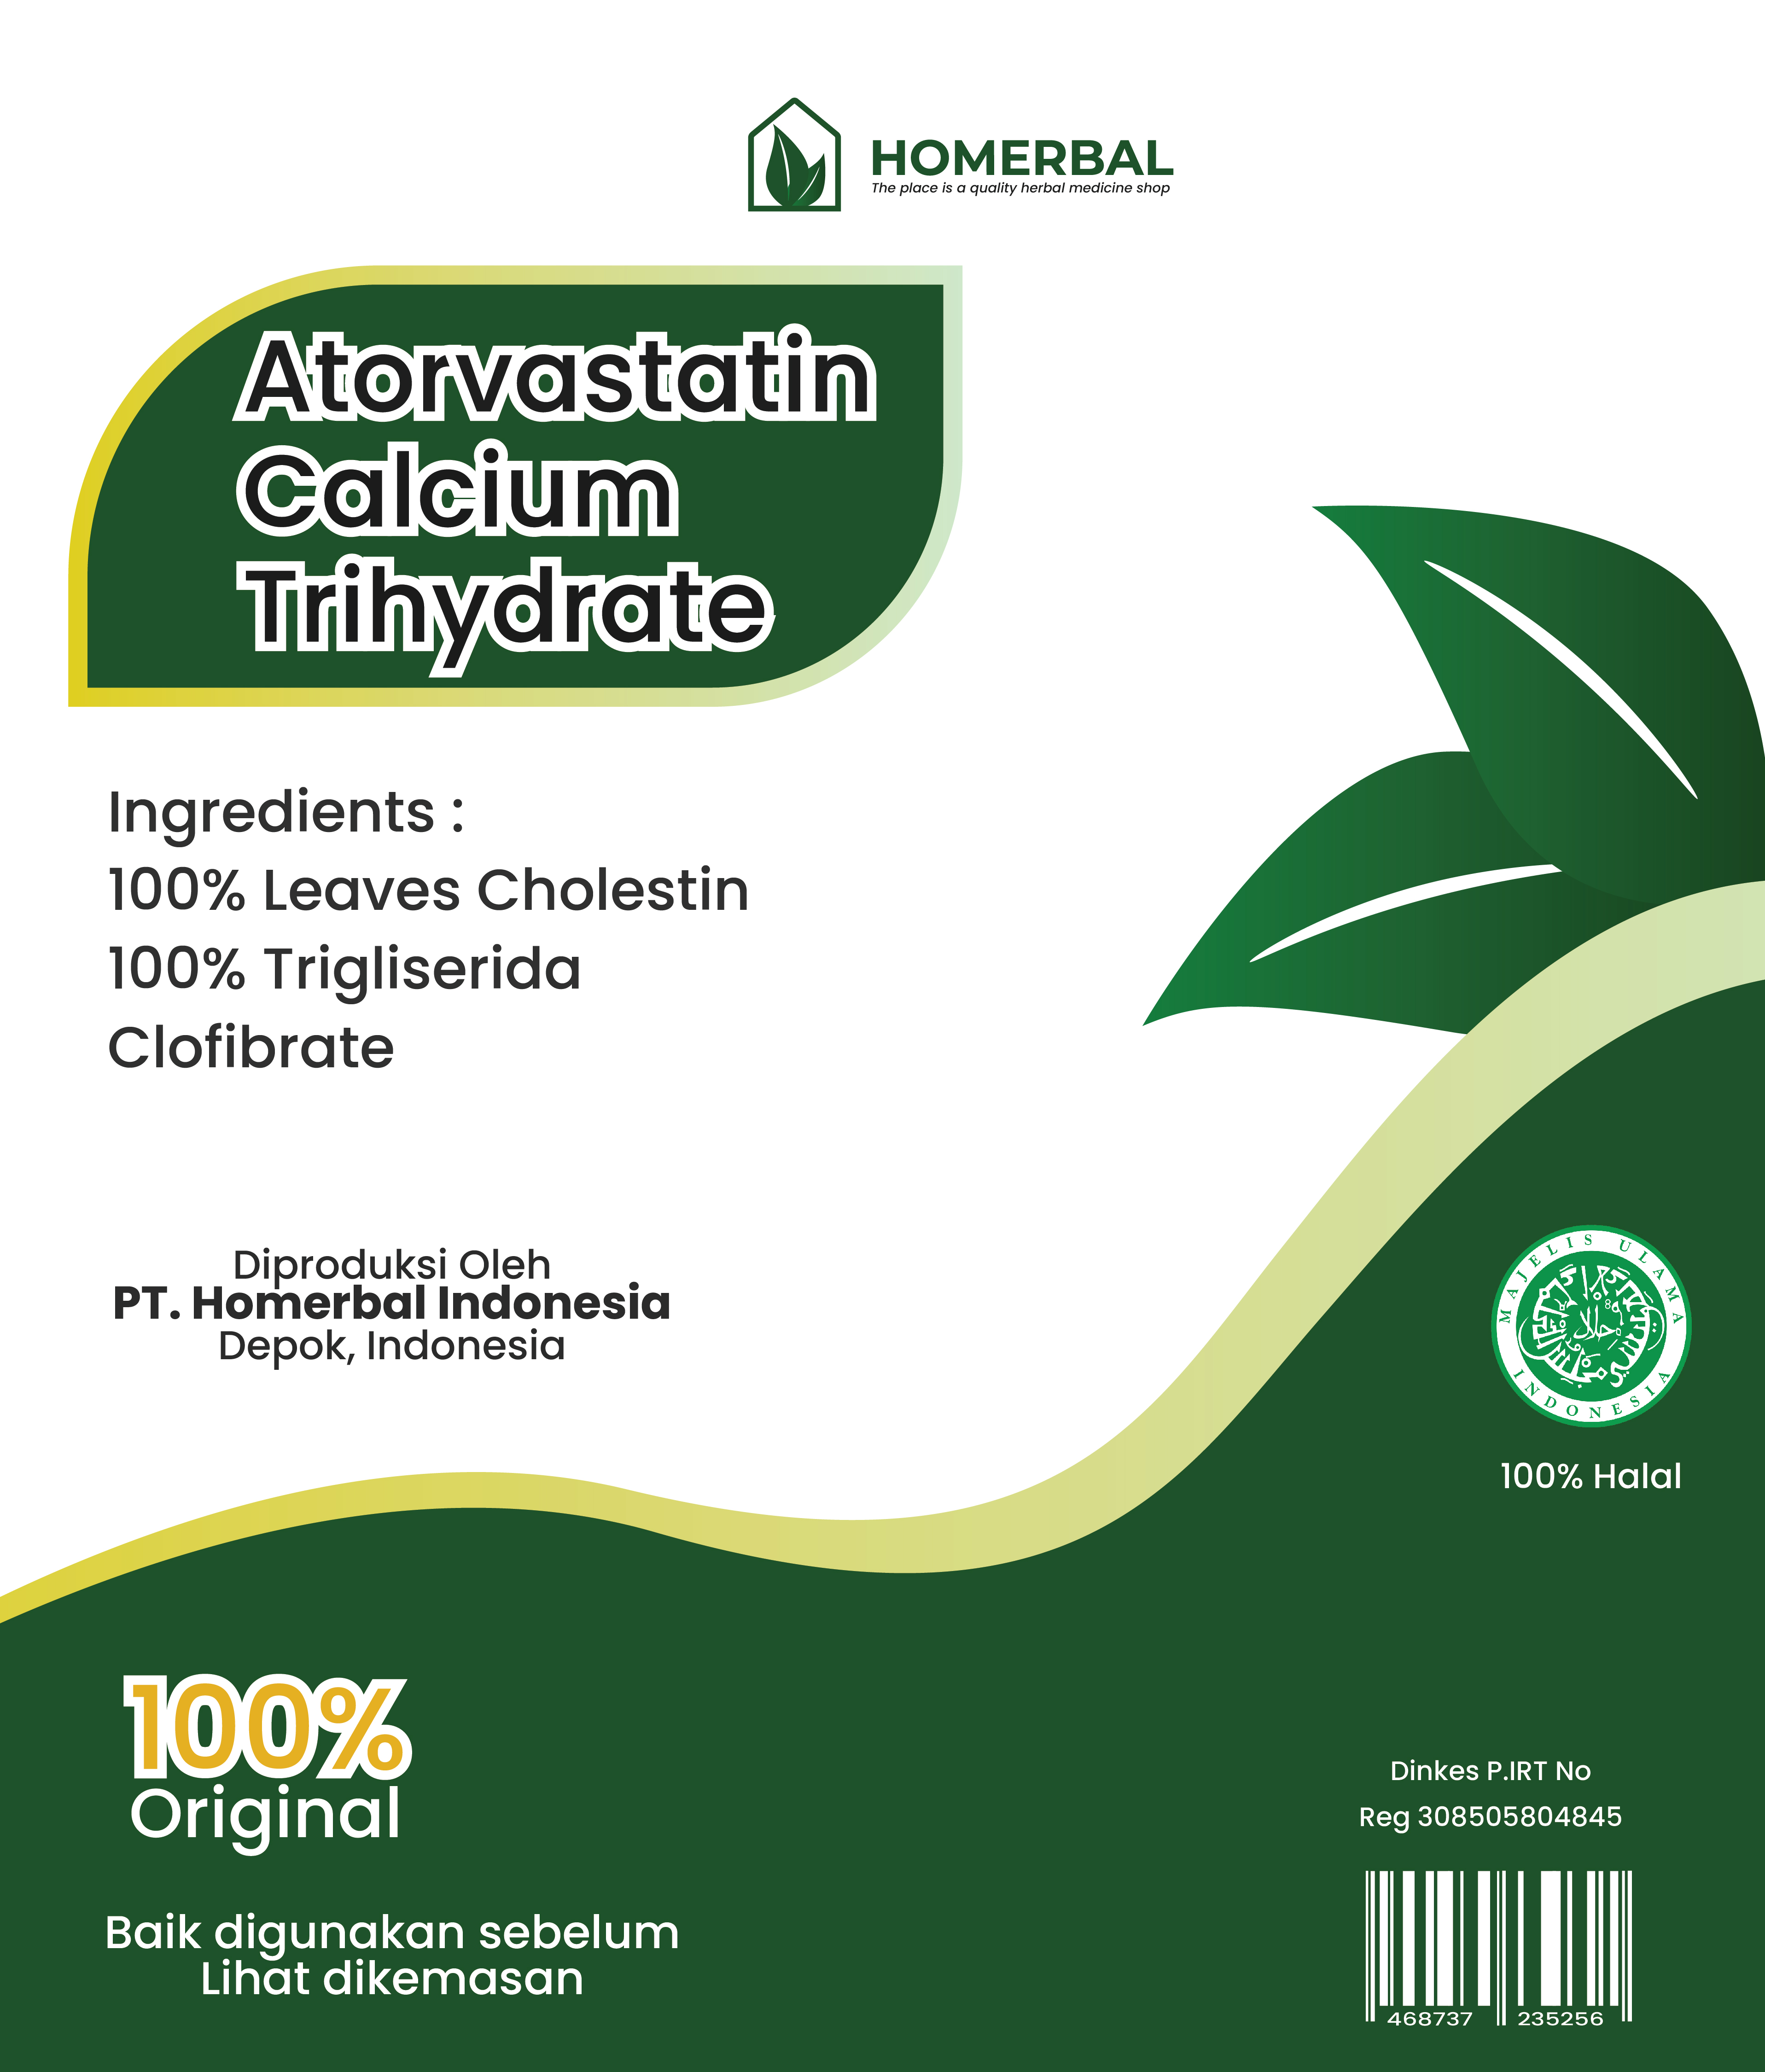 HOMERBAL
The place is a quality herbal medicine shop
Atorvastatin
Calcium
Trihydrate
Ingredients :
100% Leaves Cholestin
100% Trigliserida
Clofibrate
Diproduksi Oleh
PT. Homerbal Indonesia
Depok, Indonesia
MAJELIS ULAMA
حلال
INDONESIA
100% Halal
100%
Original
Baik digunakan sebelum
Lihat dikemasan
Dinkes P.IRT No
Reg 308505804845
468737 235256